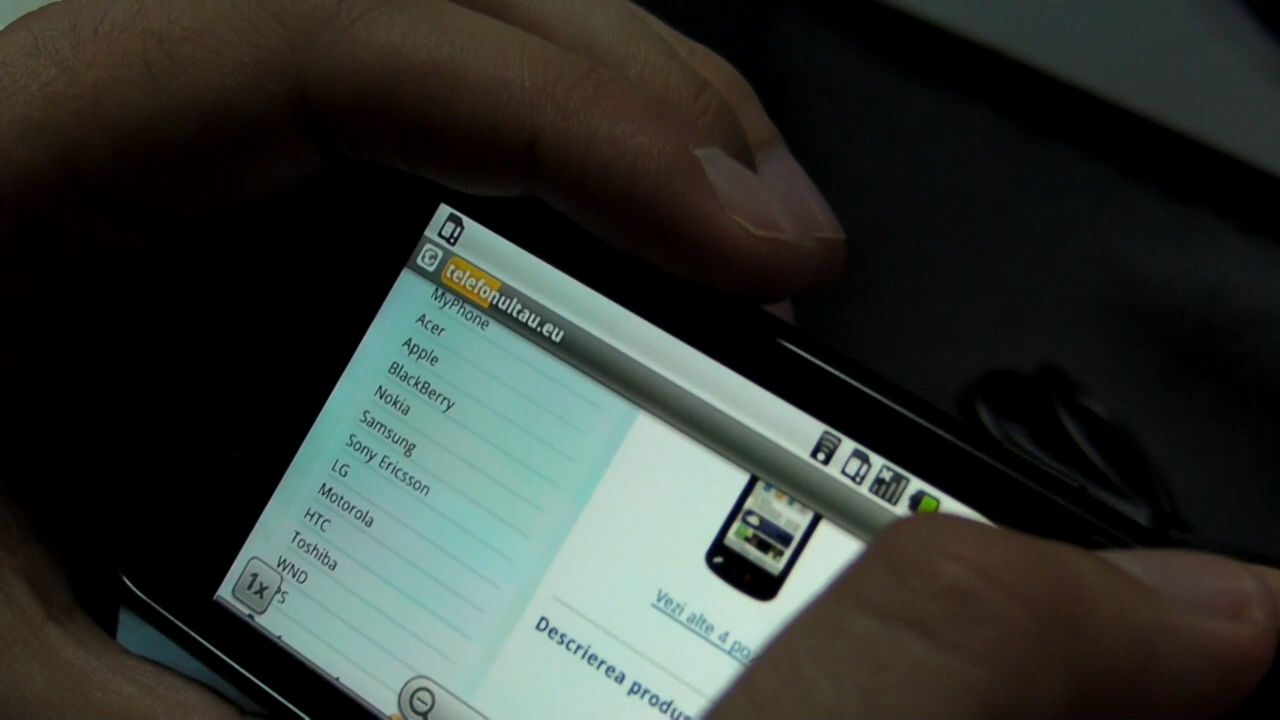 telefonultau.eu
MyPhone
Acer
Apple
BlackBerry
Nokia
Samsung
Sony Ericsson
LG
Motorola
HTC
Toshiba
WND
1x
Vezi alte 4
Descrierea